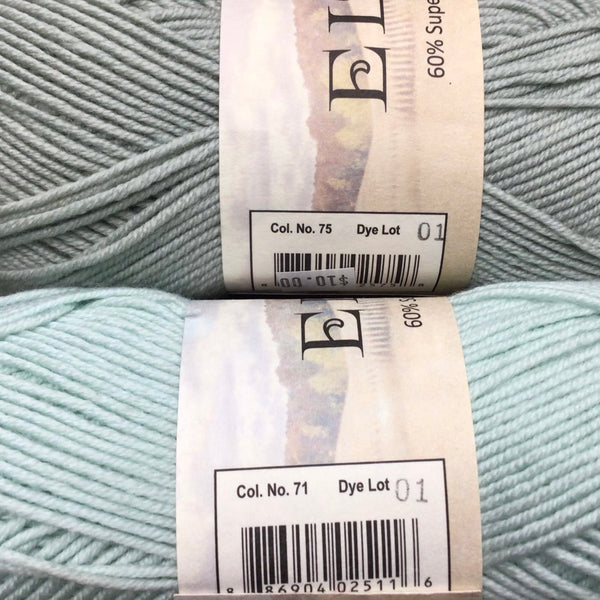 EL
60% Supe
Col. No. 75 Dye Lot 01
$10.00
E
60%
Col. No. 71 Dye Lot 01
8 86904 02511 6